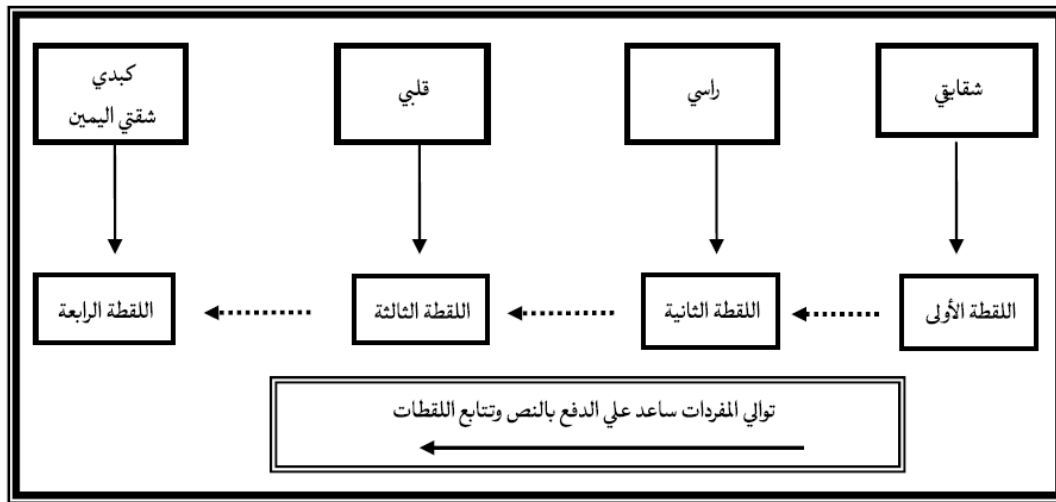 شقايقي
راسي
قلبي
كبدي
شقتي اليمين
اللقطة الأولى
اللقطة الثانية
اللقطة الثالثة
اللقطة الرابعة
توالي المفردات ساعد علي الدفع بالنص وتتابع اللقطات